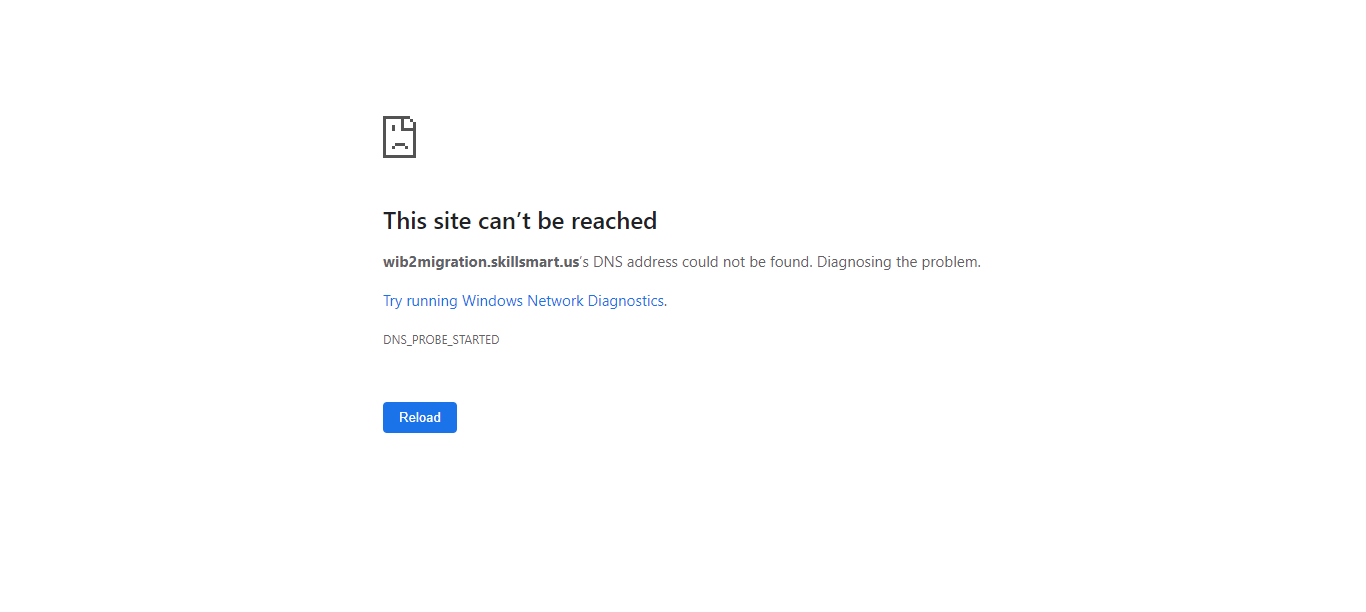 This site can’t be reached
wib2migration.skillsmart.us’s DNS address could not be found. Diagnosing the problem.
Try running Windows Network Diagnostics.
DNS_PROBE_STARTED
Reload